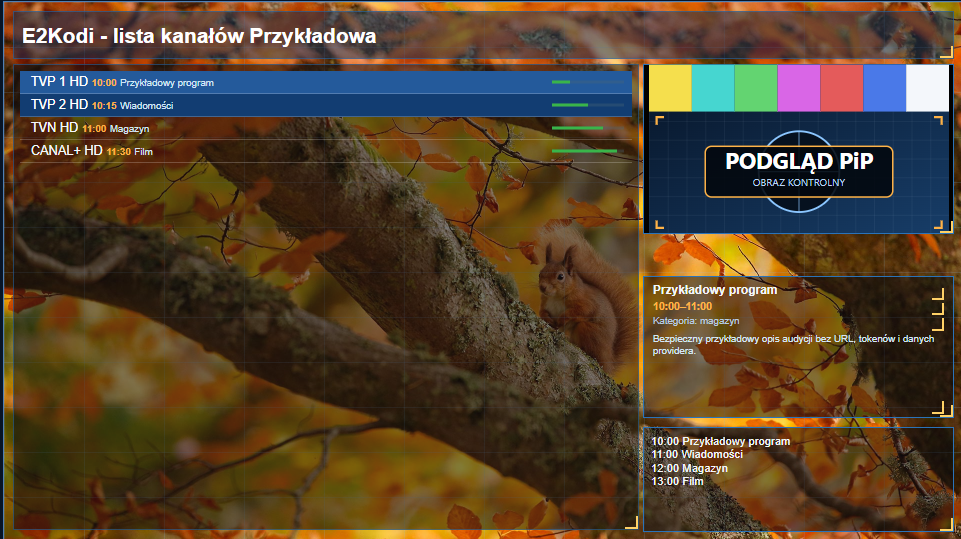 E2Kodi - lista kanałów Przykładowa
TVP 1 HD 10:00 Przykładowy program
TVP 2 HD 10:15 Wiadomości
TVN HD 11:00 Magazyn
CANAL+ HD 11:30 Film
PODGLĄD PiP
OBRAZ KONTROLNY
Przykładowy program
10:00–11:00
Kategoria: magazyn
Bezpieczny przykładowy opis audycji bez URL, tokenów i danych
providera.
10:00 Przykładowy program
11:00 Wiadomości
12:00 Magazyn
13:00 Film